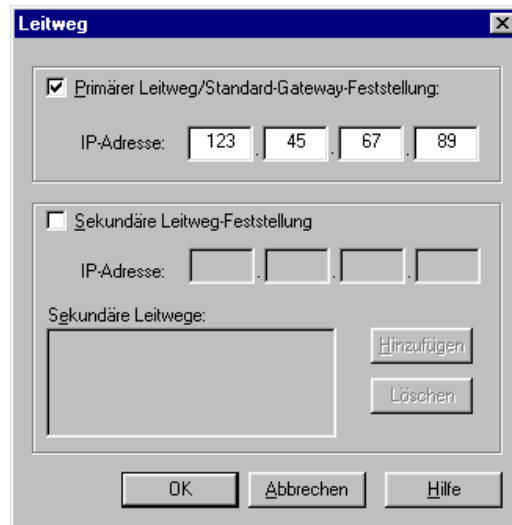 Leitweg
Primärer Leitweg/Standard-Gateway-Feststellung:
IP-Adresse: 123 . 45 . 67 . 89
Sekundäre Leitweg-Feststellung
IP-Adresse: . . .
Sekundäre Leitwege:
Hinzufügen
Löschen
OK Abbrechen Hilfe